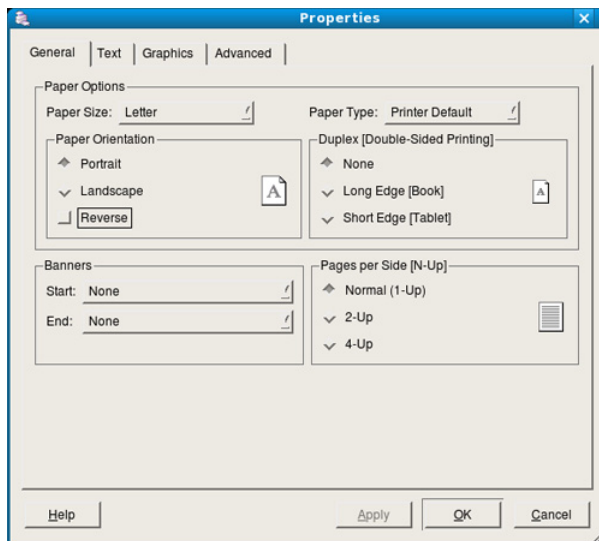 Properties
General Text Graphics Advanced
Paper Options
Paper Size: Letter Paper Type: Printer Default
Paper Orientation Duplex [Double-Sided Printing]
Portrait None
Landscape A Long Edge [Book] A
Reverse Short Edge [Tablet]
Banners Pages per Side [N-Up]
Start: None Normal (1-Up)
End: None 2-Up
4-Up
Help Apply OK Cancel